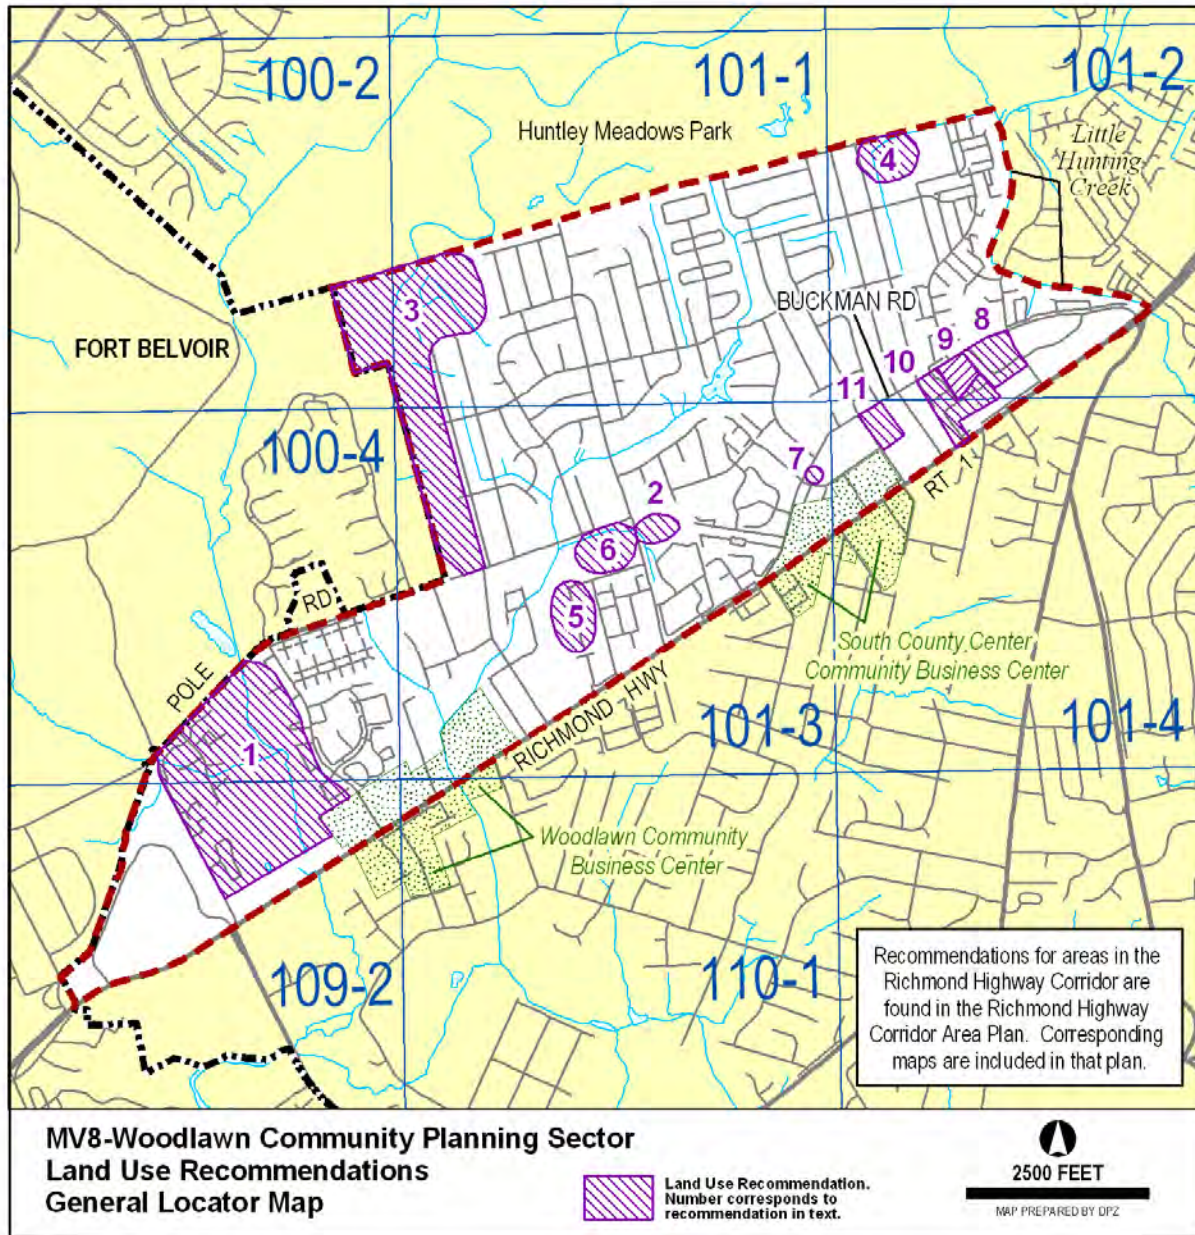 100-2
101-1
101-2
Huntley Meadows Park
Little
Hunting
Creek
4
3
BUCKMAN RD
FORT BELVOIR
8
9
10
11
100-4
7
RT 1
2
6
RD
5
South County Center
Community Business Center
POLE
RICHMOND HWY
101-3
101-4
1
Woodlawn Community
Business Center
109-2
110-1
Recommendations for areas in the
Richmond Highway Corridor are
found in the Richmond Highway
Corridor Area Plan. Corresponding
maps are included in that plan.
MV8-Woodlawn Community Planning Sector
Land Use Recommendations
General Locator Map
Land Use Recommendation.
Number corresponds to
recommendation in text.
2500 FEET
MAP PREPARED BY DPZ